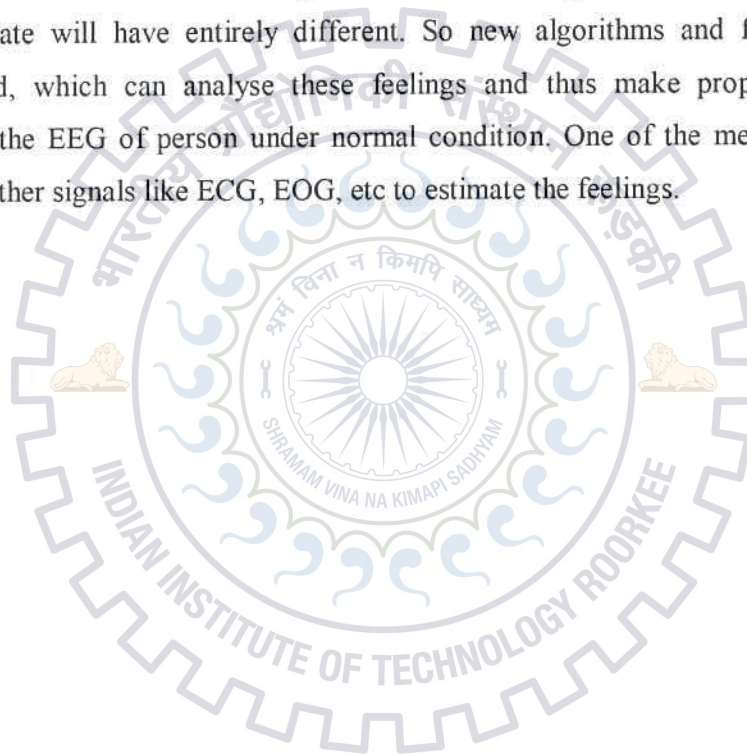 ate will have entirely different. So new algorithms and
which can analyse these feelings and thus make
the EEG of person under normal condition. One of the
ther signals like ECG, EOG, etc to estimate the feelings.
भारतीय प्रौद्योगिकी संस्थान रुड़की
श्रमं विना न किमपि साध्यम्
SHRAMAM VINA NA KIMAPI SADHYAM
INDIAN INSTITUTE OF TECHNOLOGY ROORKEE